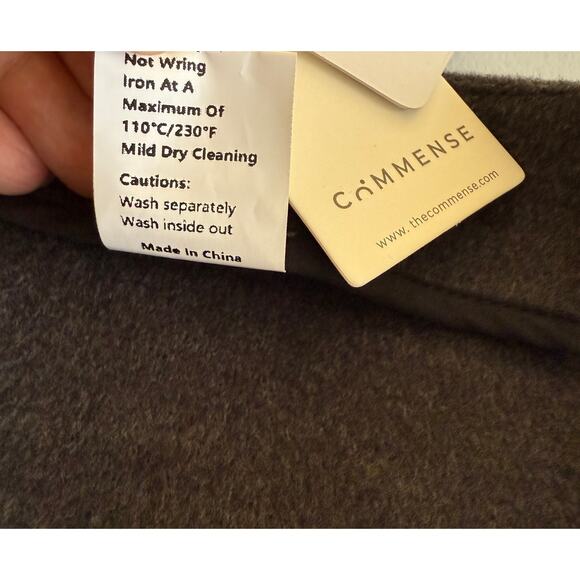 Not Wring
Iron At A
Maximum Of
110°C/230°F
Mild Dry Cleaning
Cautions:
Wash separately
Wash inside out
Made In China
COMMENSE
www. thecommense.com